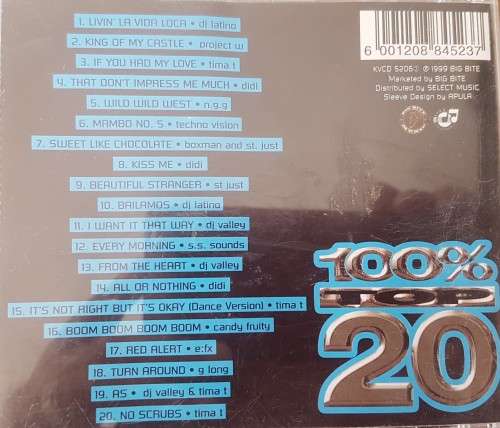 1. LIVIN' LA VIDA LOCA • dj latino
2. KING OF MY CASTLE • project w
3. IF YOU HAD MY LOVE • tima t
4. THAT DON'T IMPRESS ME MUCH • didi
5. WILD WILD WEST • n.g.g
6. MAMBO NO..5 • techno vision
7. SWEET LIKE CHOCOLATE • boxman and st. just
8. KISS ME • didi
9. BEAUTIFUL STRANGER • st just
10. BAILAMOS • dj latino
11. I WANT IT THAT WAY • dj valley
12. EVERY MORNING • s.s. sounds
13. FROM THE HEART • dj valley
14. ALL OR NOTHING • didi
15. IT'S NOT RIGHT BUT IT'S OKAY (Dance Version) • tima t
16. BOOM BOOM BOOM BOOM • candy fruity
17. RED ALERT • e:fx
18. TURN AROUND • g long
19. AS • dj valley & tima t
20. NO SCRUBS • tima t
6 001208 845237
KVCD 5206 ℗ 1999 BIG BITE
Marketed by BIG BITE
Distributed by SELECT MUSIC
Sleeve Design by APULA
100%
TOP
20